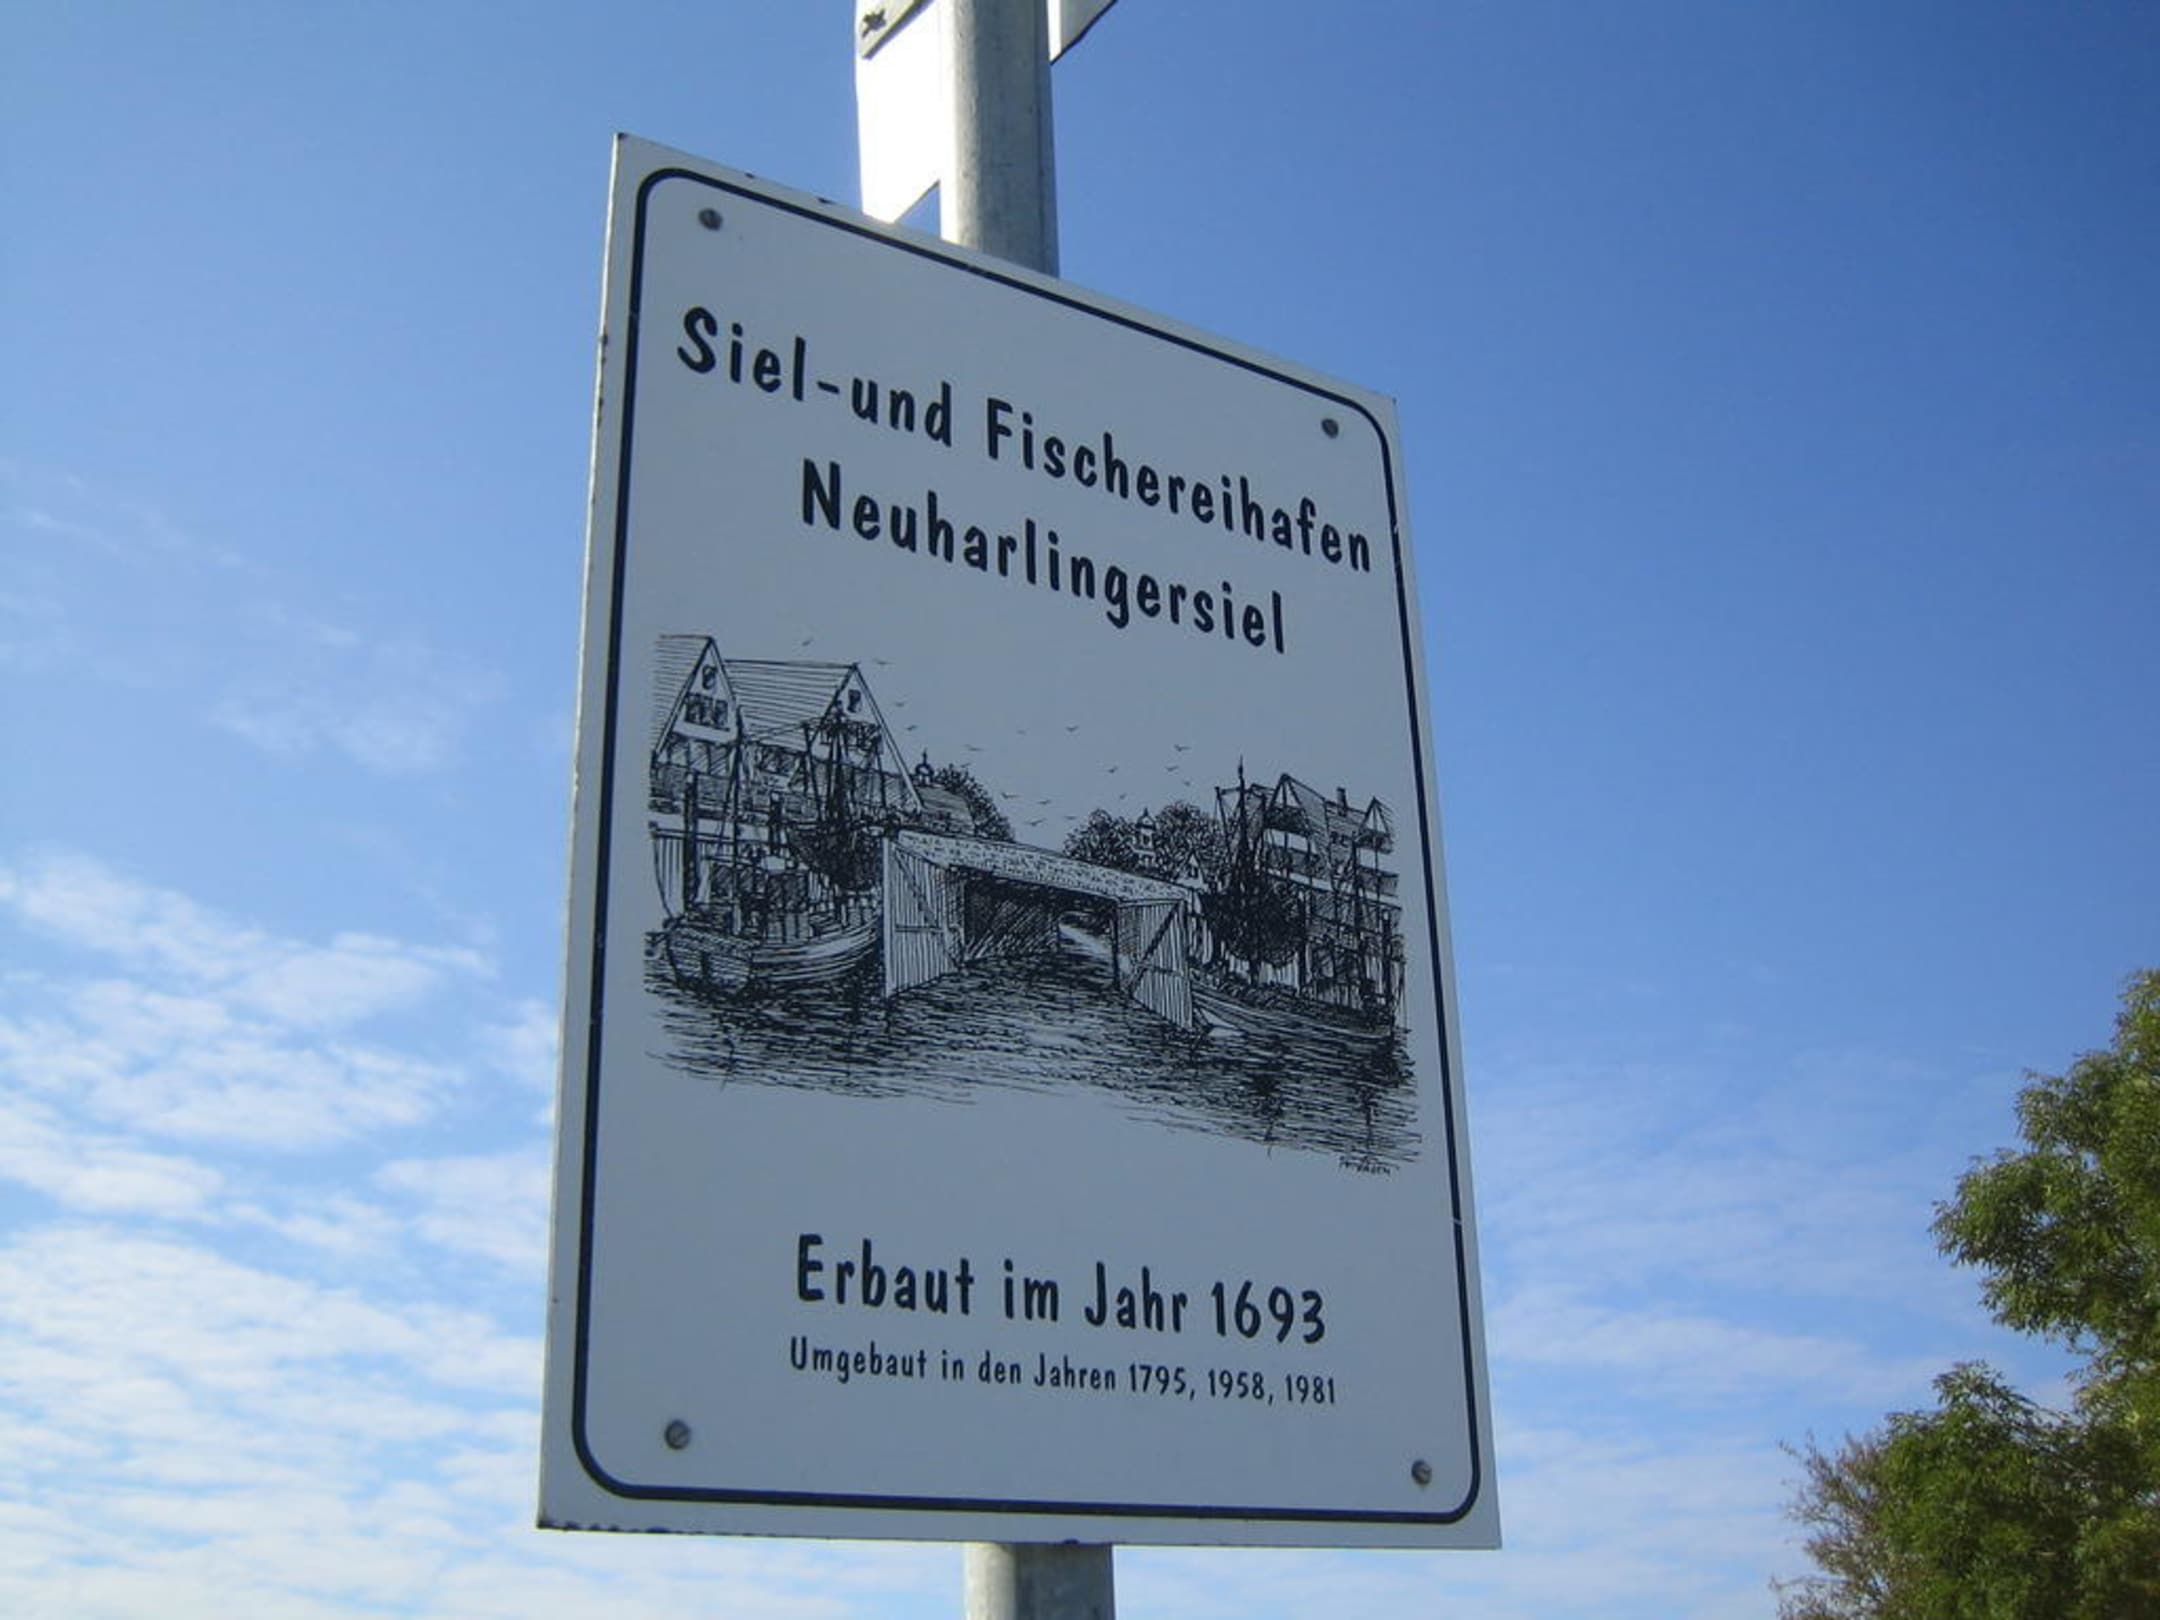 Siel-und Fischereihafen
Neuharlingersiel
Erbaut im Jahr 1693
Umgebaut in den Jahren 1795, 1958, 1981